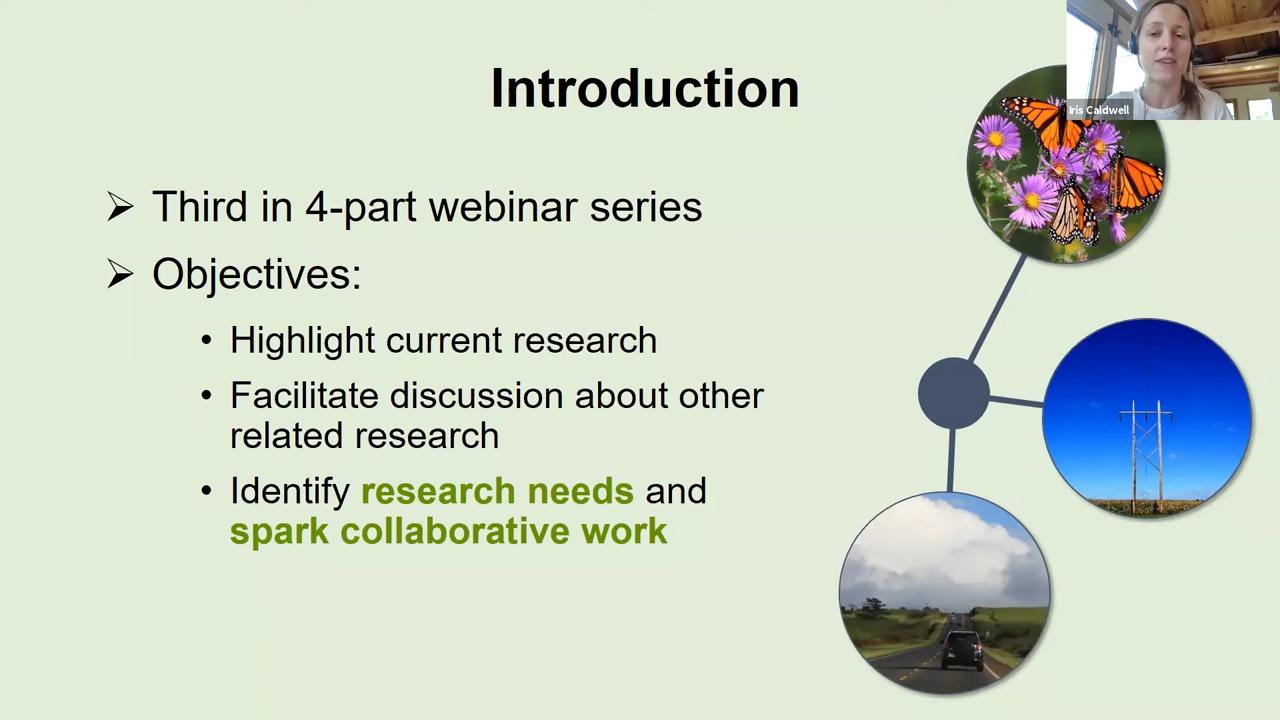 Introduction
Iris Caldwell
➢ Third in 4-part webinar series
➢ Objectives:
• Highlight current research
• Facilitate discussion about other
related research
• Identify research needs and
spark collaborative work